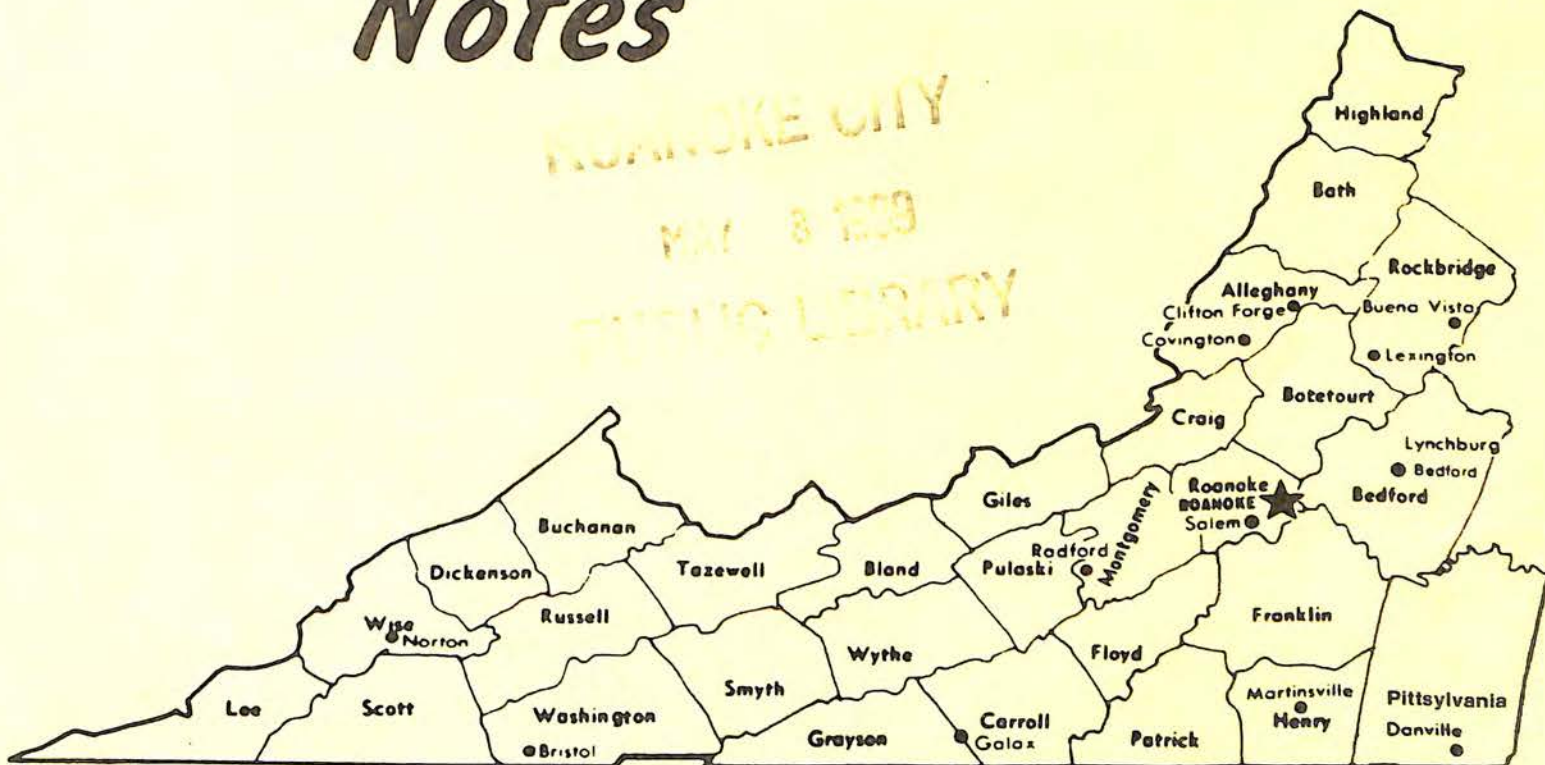 Notes
ROANOKE CITY
MAY 8 1989
PUBLIC LIBRARY
Highland
Bath
Rockbridge
Alleghany
Clifton Forge
Buena Vista
Covington
Lexington
Botetourt
Craig
Lynchburg
Bedford
Bedford
Roanoke
ROANOKE
Salem
Giles
Montgomery
Radford
Pulaski
Buchanan
Dickenson
Tazewell
Bland
Wise
Norton
Russell
Franklin
Wythe
Floyd
Smyth
Lee
Scott
Washington
Bristol
Grayson
Carroll
Galax
Patrick
Martinsville
Henry
Pittsylvania
Danville